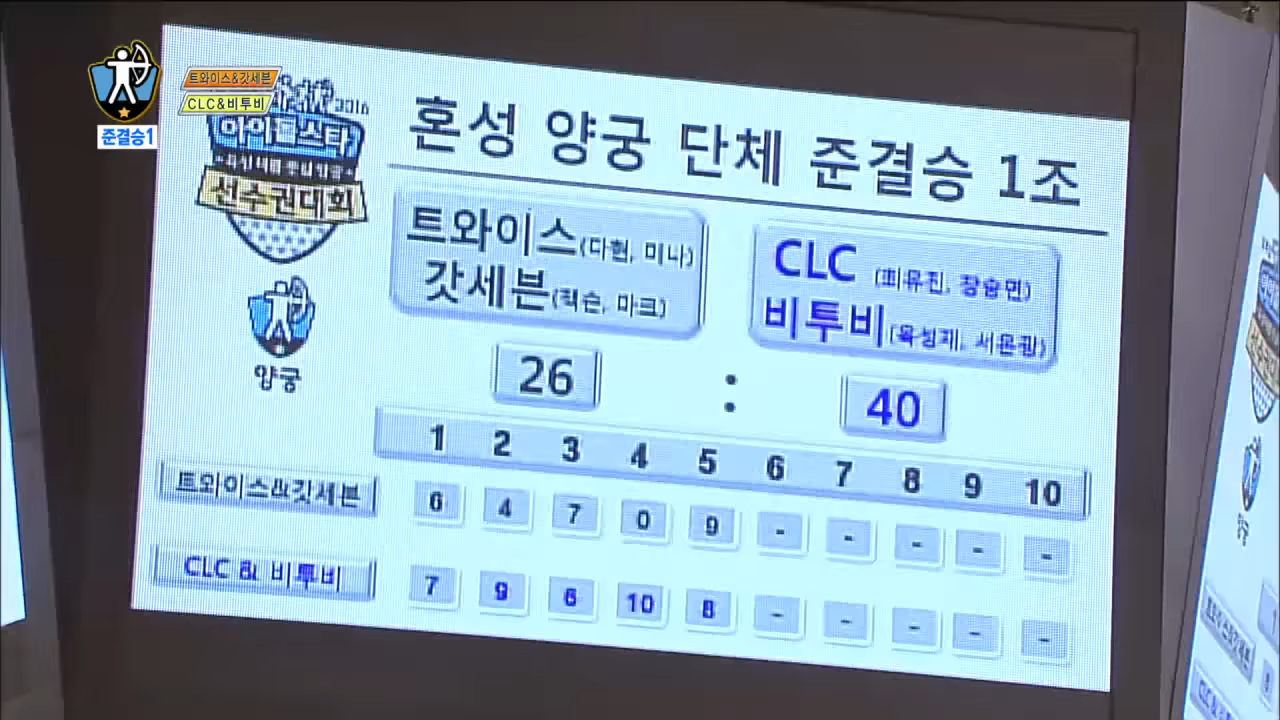 준결승1
트와이스&갓세븐
CLC&비투비
2016
아이돌스타
선수권대회
양궁
혼성 양궁 단체 준결승 1조
트와이스(다현, 미나)
갓세븐(잭슨, 마크)
CLC (최유진, 장승연)
비투비(육성재, 서은광)
26 : 40
1 2 3 4 5 6 7 8 9 10
트와이스&갓세븐 6 4 7 0 9 - - - - -
CLC & 비투비 7 9 6 10 8 - - - - -